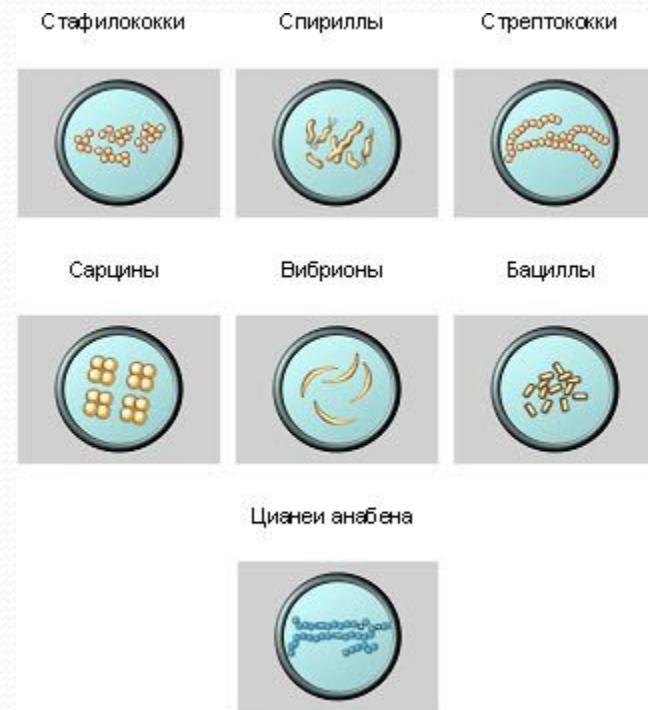 Стафилококки Спириллы Стрептококки
Сарцины Вибрионы Бациллы
Цианеи анабена